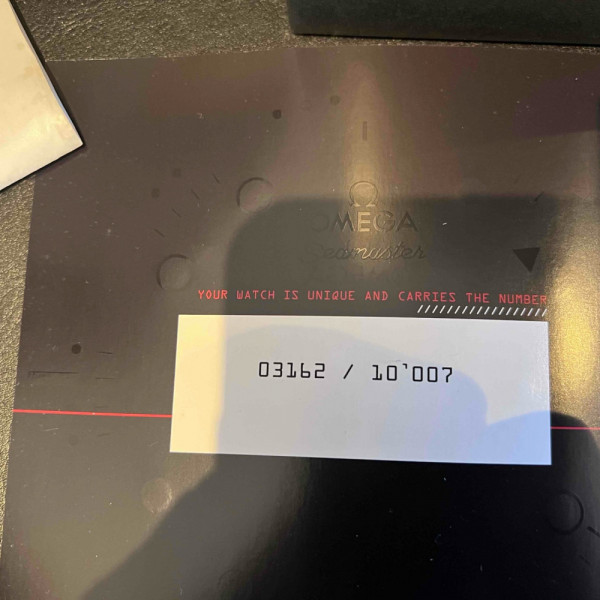 OMEGA
Seamaster
YOUR WATCH IS UNIQUE AND CARRIES THE NUMBER
03162 / 10'007